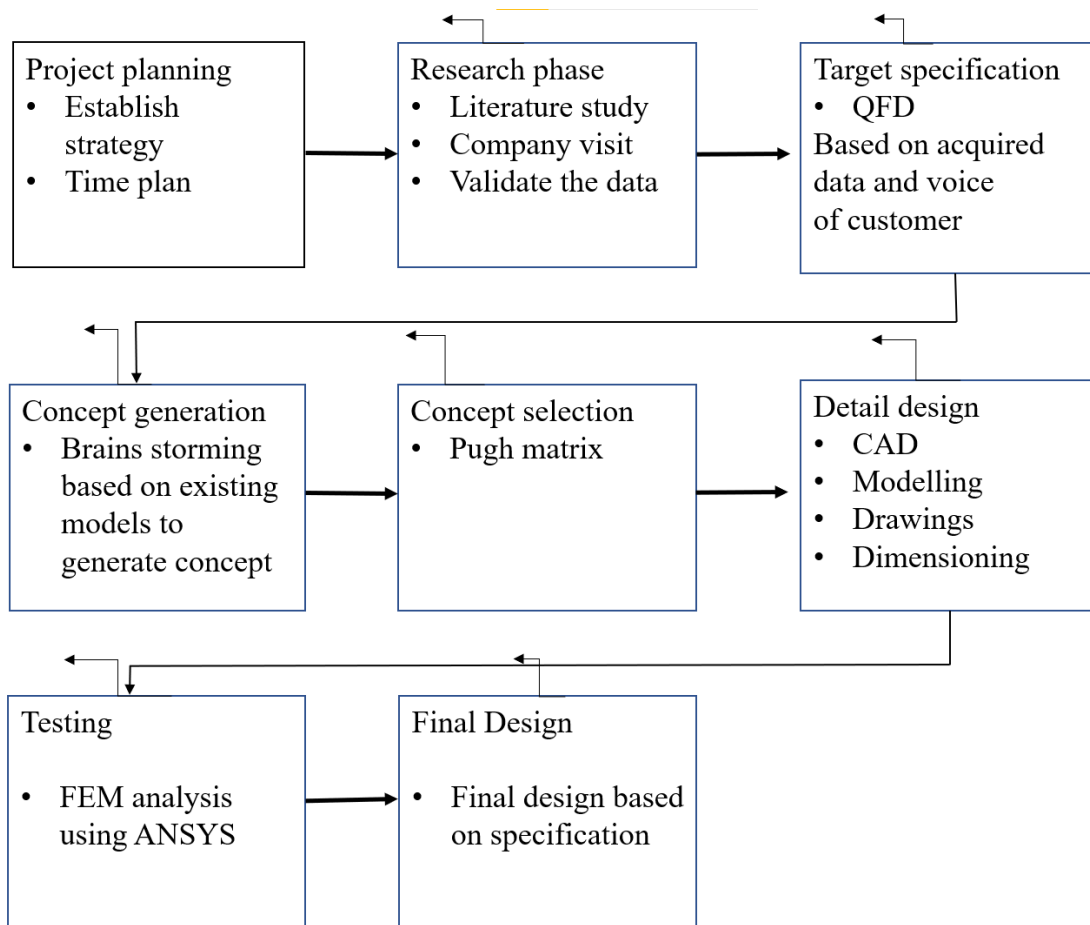 Project planning
• Establish
strategy
• Time plan
Research phase
• Literature study
• Company visit
• Validate the data
Target specification
• QFD
Based on acquired
data and voice
of customer
Concept generation
• Brains storming
based on existing
models to
generate concept
Concept selection
• Pugh matrix
Detail design
• CAD
• Modelling
• Drawings
• Dimensioning
Testing
• FEM analysis
using ANSYS
Final Design
• Final design based
on specification